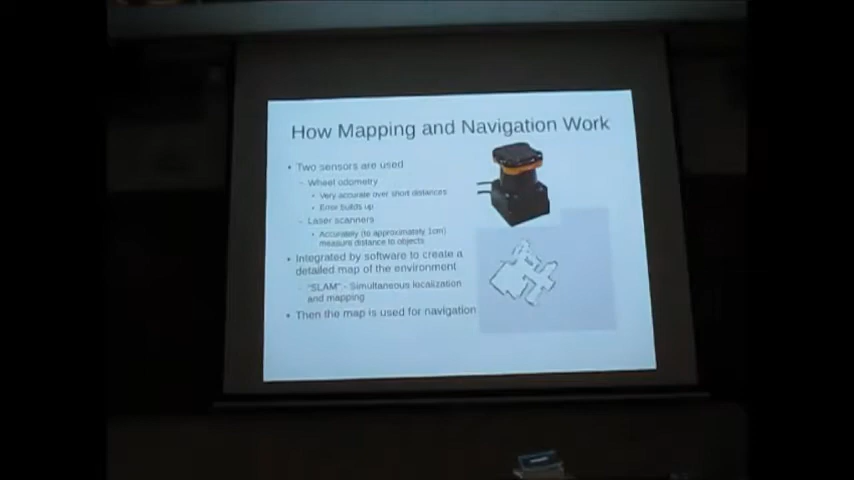 How Mapping and Navigation Work
• Two sensors are used
- Wheel odometry
• Very accurate over short distances
• Error builds up
- Laser scanners
• Accurately (to approximately 1cm)
measure distance to objects
• Integrated by software to create a
detailed map of the environment
- "SLAM" - Simultaneous localization
and mapping
• Then the map is used for navigation